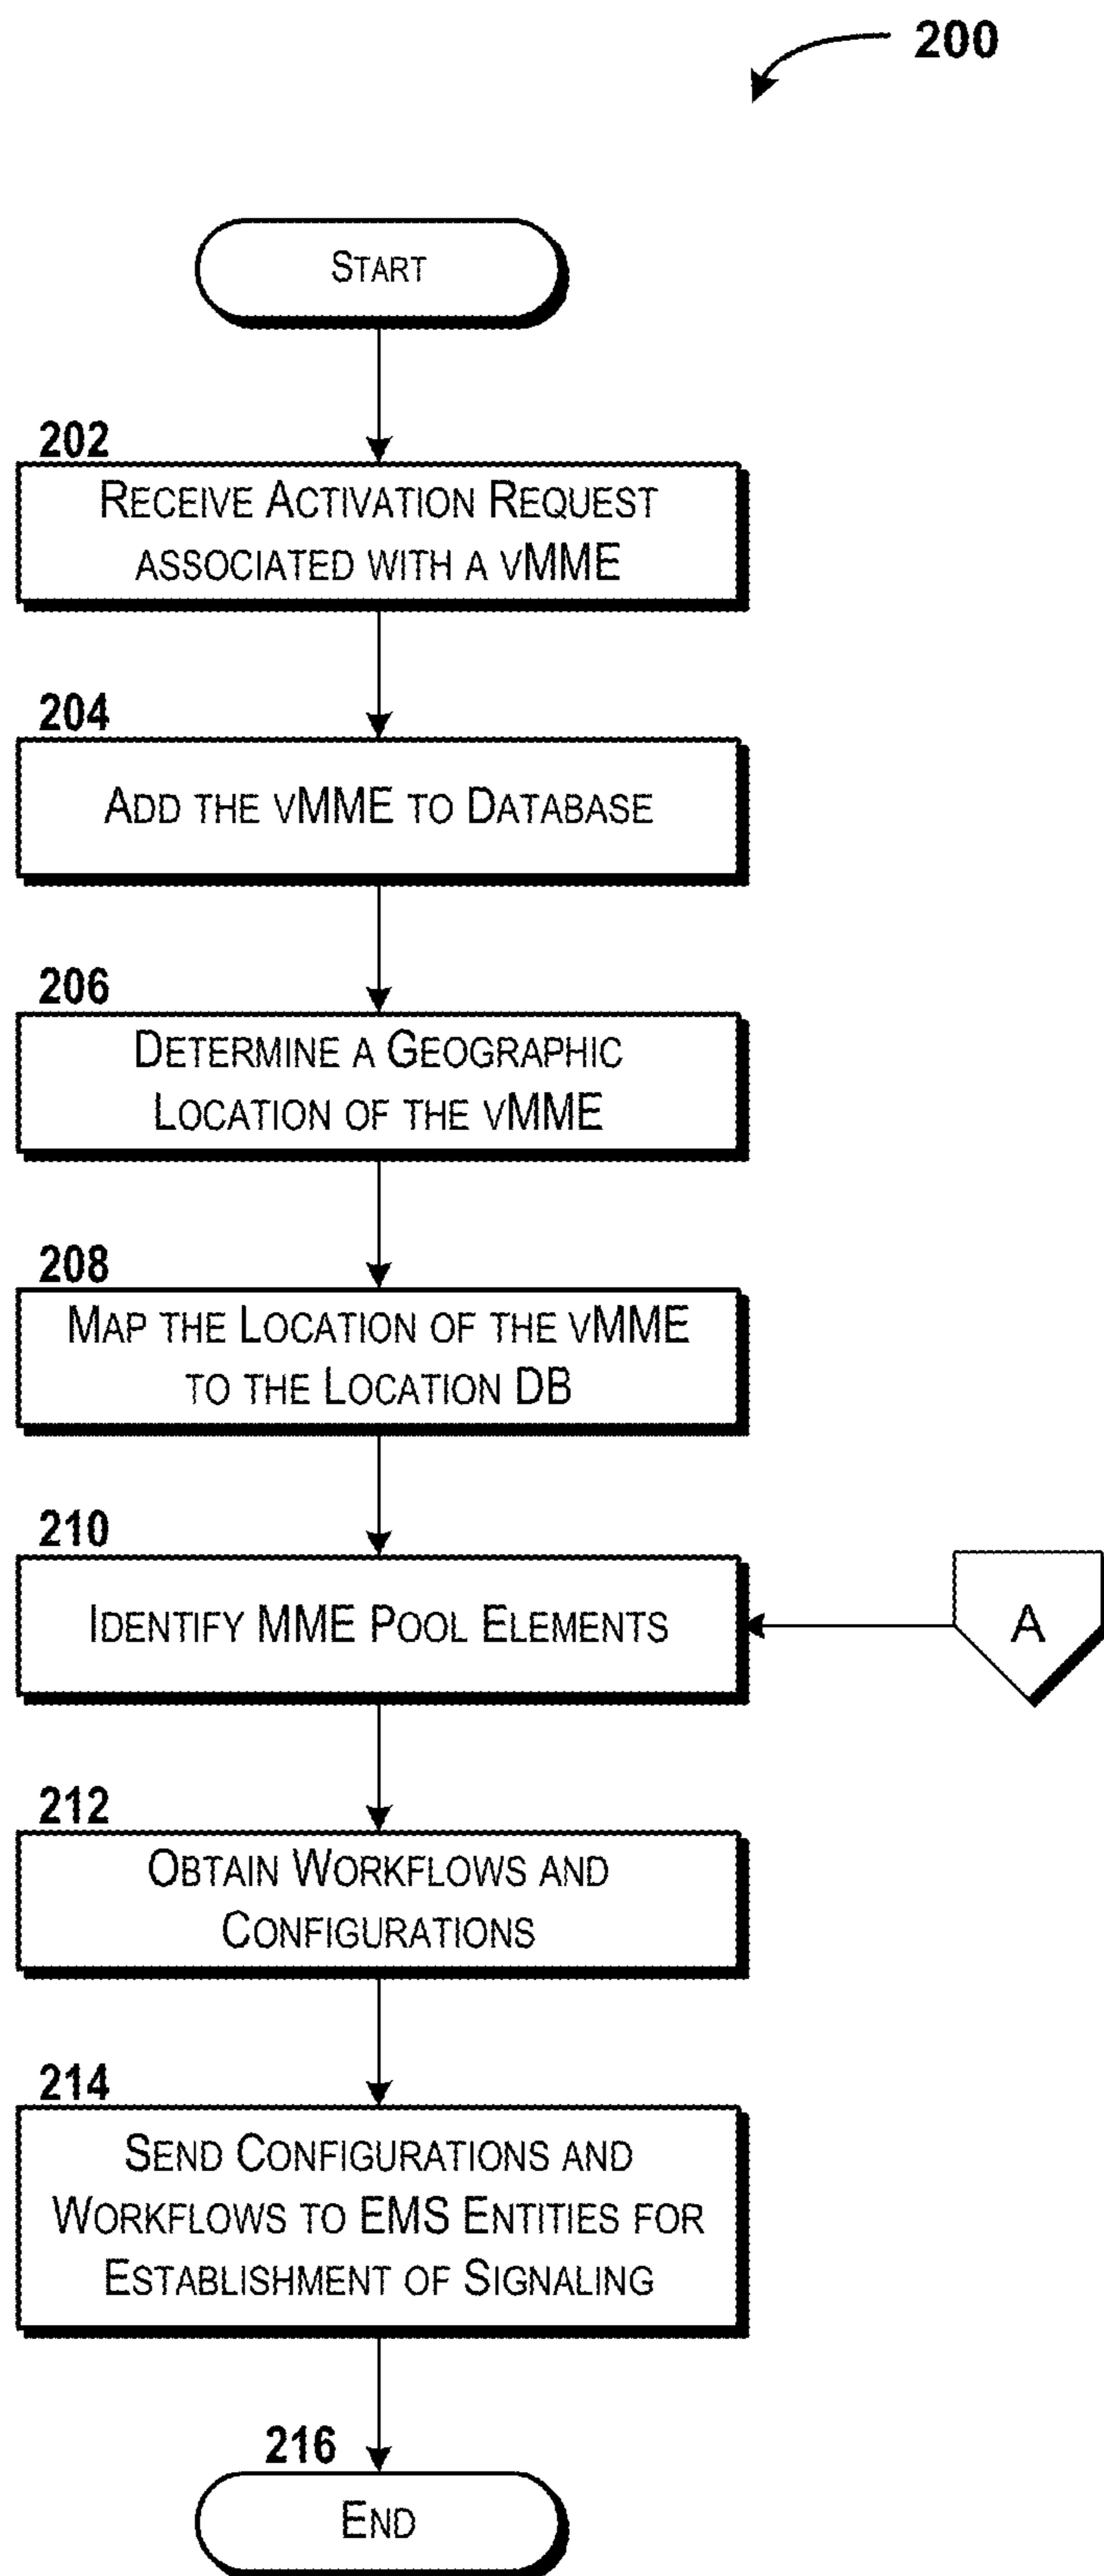 200
START
202
RECEIVE ACTIVATION REQUEST
ASSOCIATED WITH A VMME
204
ADD THE VMME TO DATABASE
206
DETERMINE A GEOGRAPHIC
LOCATION OF THE VMME
208
MAP THE LOCATION OF THE VMME
TO THE LOCATION DB
210
IDENTIFY MME POOL ELEMENTS
A
212
OBTAIN WORKFLOWS AND
CONFIGURATIONS
214
SEND CONFIGURATIONS AND
WORKFLOWS TO EMS ENTITIES FOR
ESTABLISHMENT OF SIGNALING
216
END